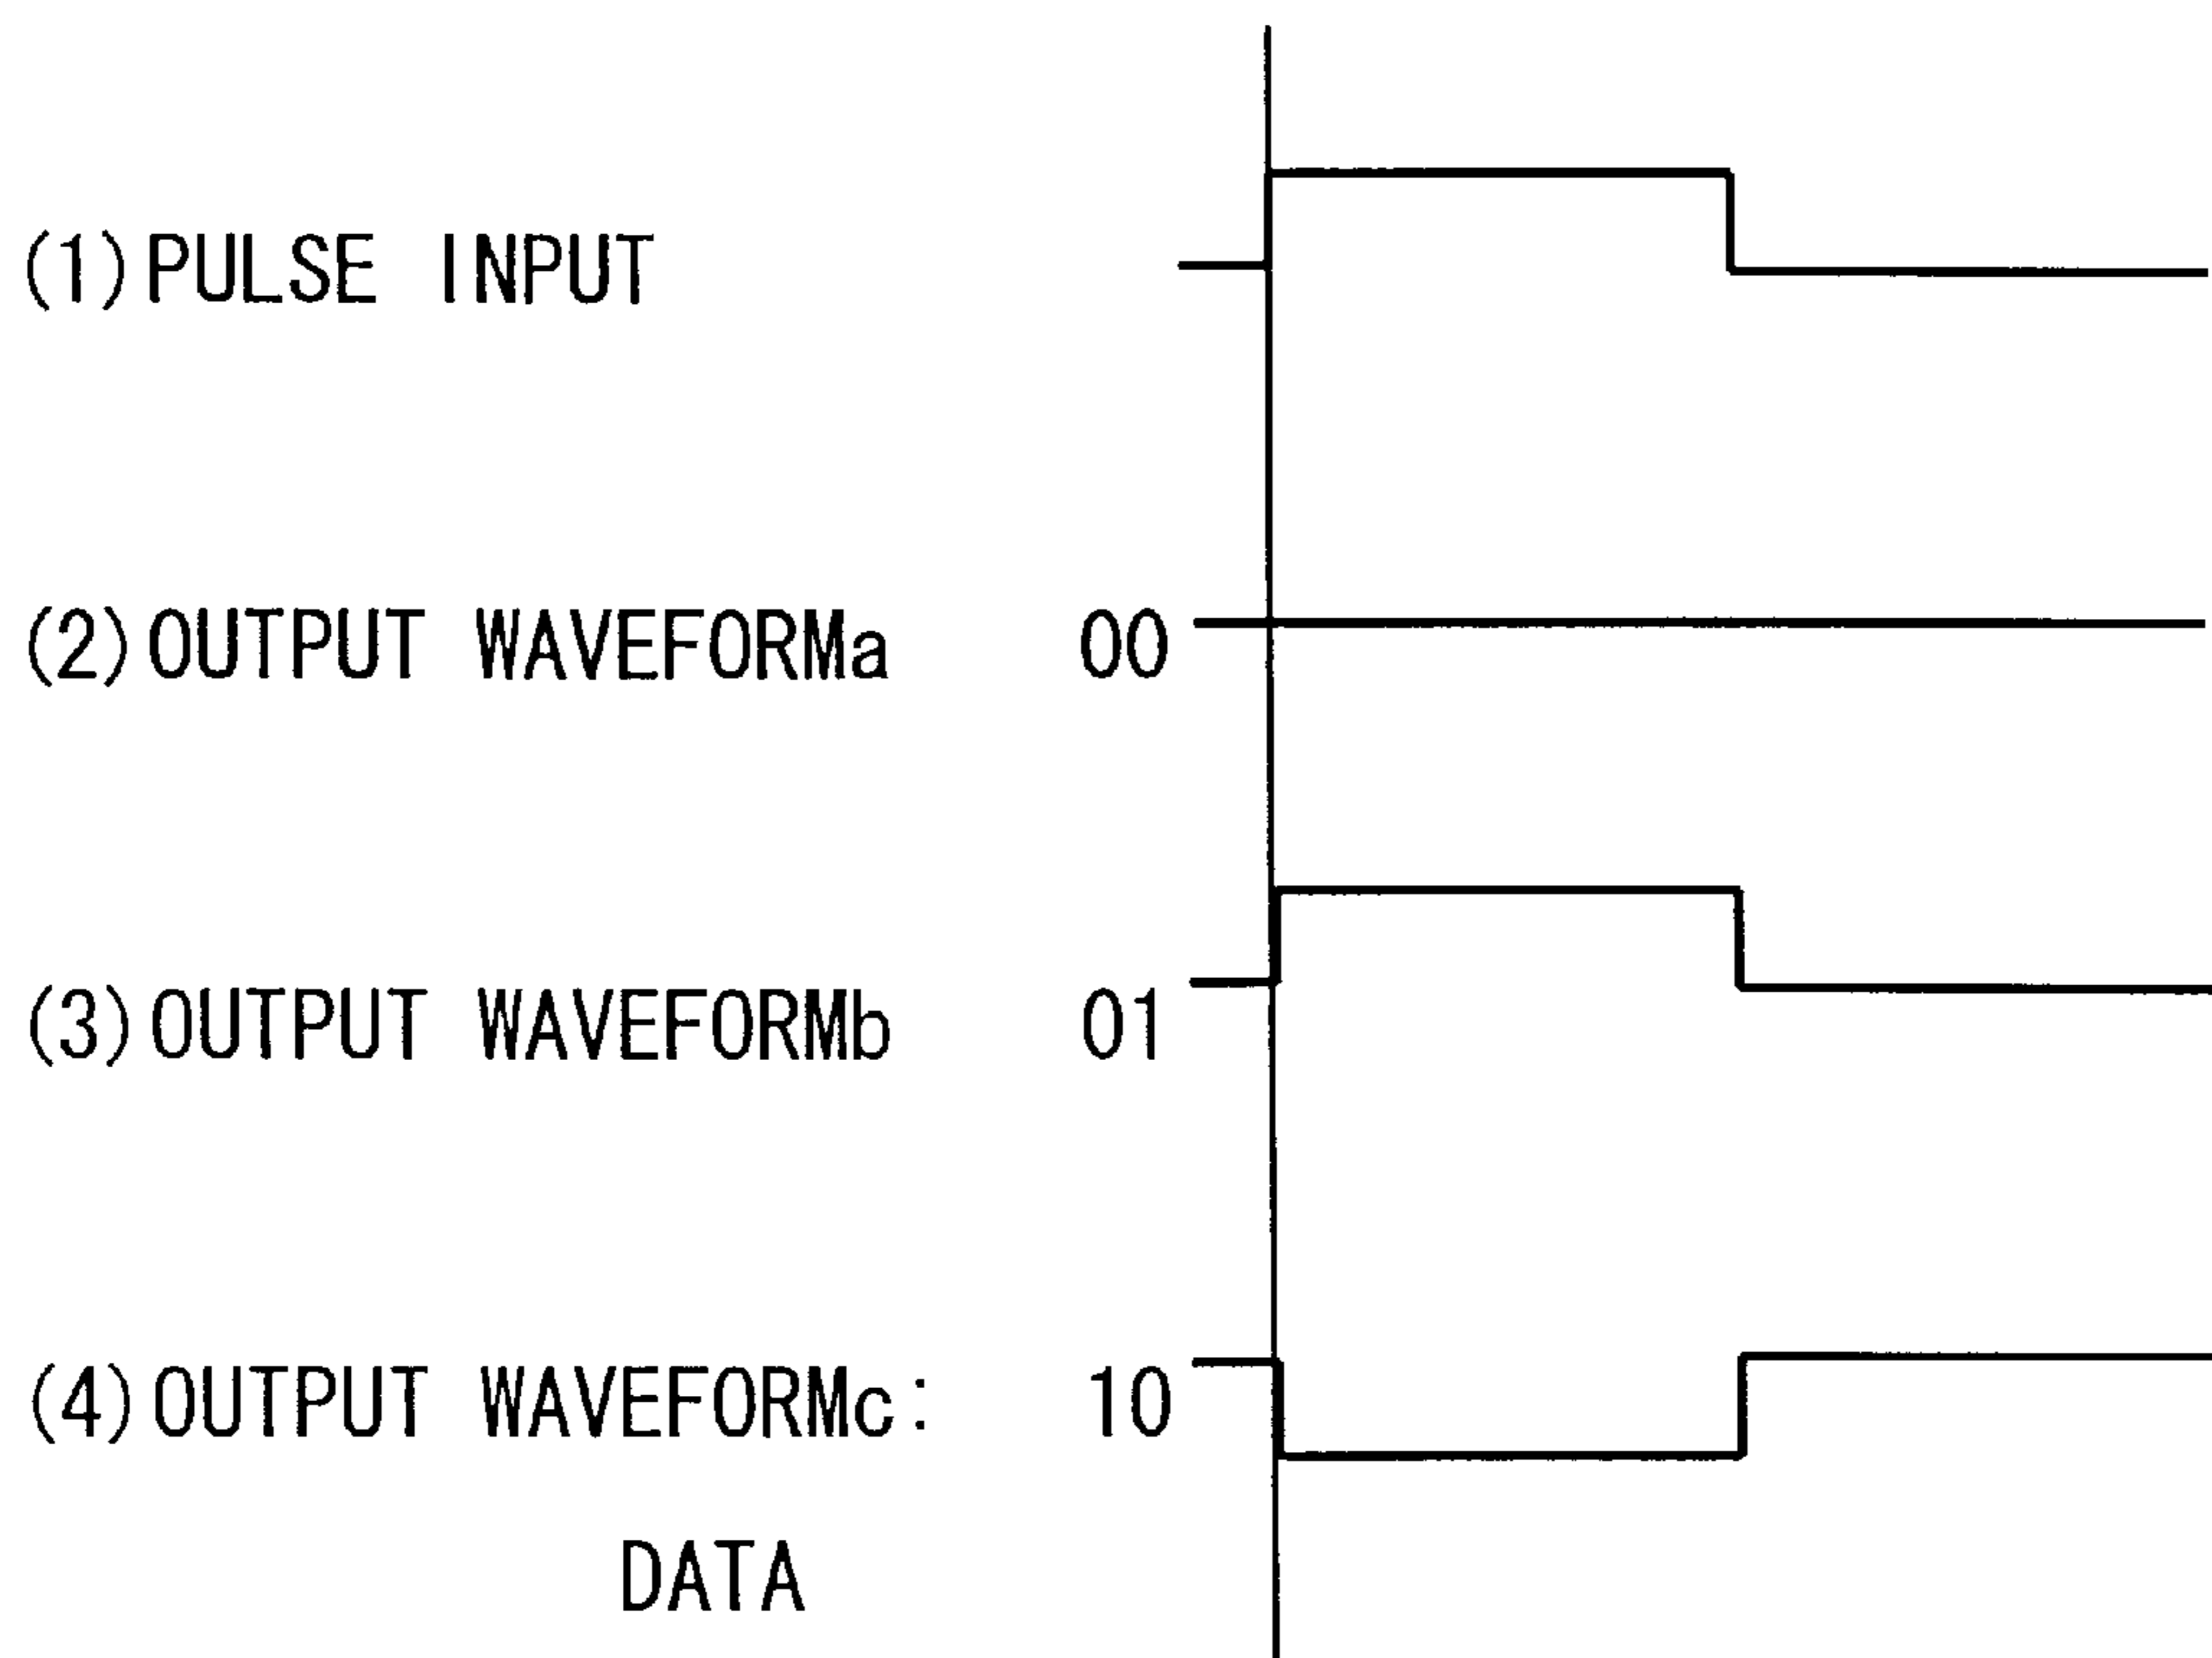 (1)PULSE INPUT
(2)OUTPUT WAVEFORMa 00
(3)OUTPUT WAVEFORMb 01
(4)OUTPUT WAVEFORMc: 10
DATA